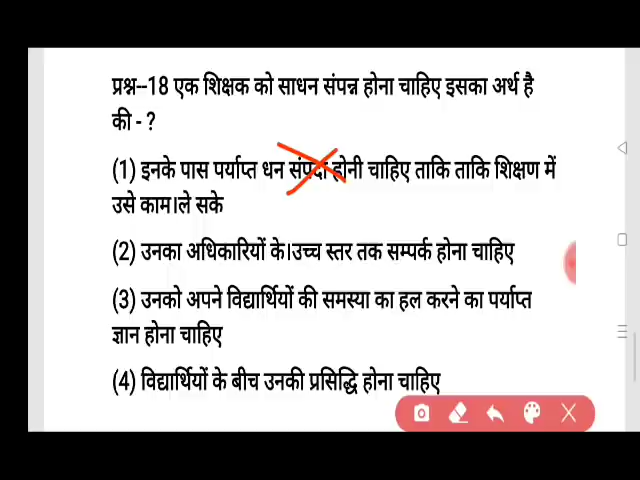 प्रश्न--18 एक शिक्षक को साधन संपन्न होना चाहिए इसका अर्थ है
की - ?
(1) इनके पास पर्याप्त धन संपदा होनी चाहिए ताकि ताकि शिक्षण में
उसे काम।ले सके
(2) उनका अधिकारियों के।उच्च स्तर तक सम्पर्क होना चाहिए
(3) उनको अपने विद्यार्थियों की समस्या का हल करने का पर्याप्त
ज्ञान होना चाहिए
(4) विद्यार्थियों के बीच उनकी प्रसिद्धि होना चाहिए